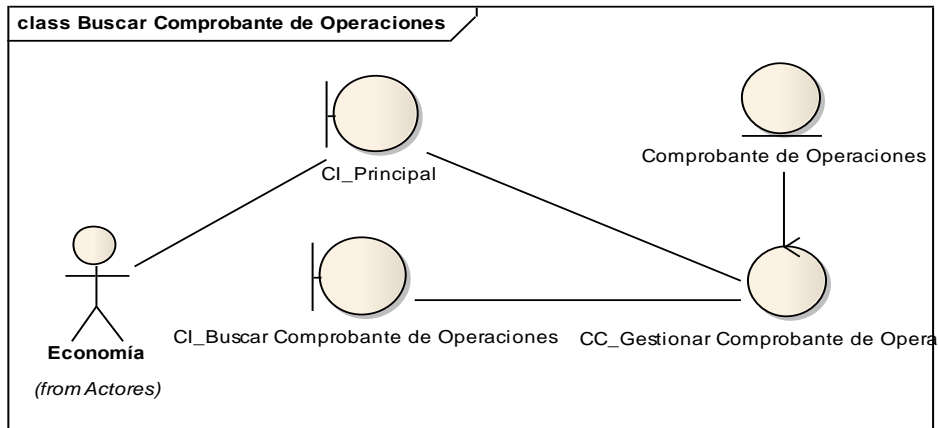 class Buscar Comprobante de Operaciones
CI_Principal
Comprobante de Operaciones
CI_Buscar Comprobante de Operaciones
CC_Gestionar Comprobante de Opera
Economía
(from Actores)